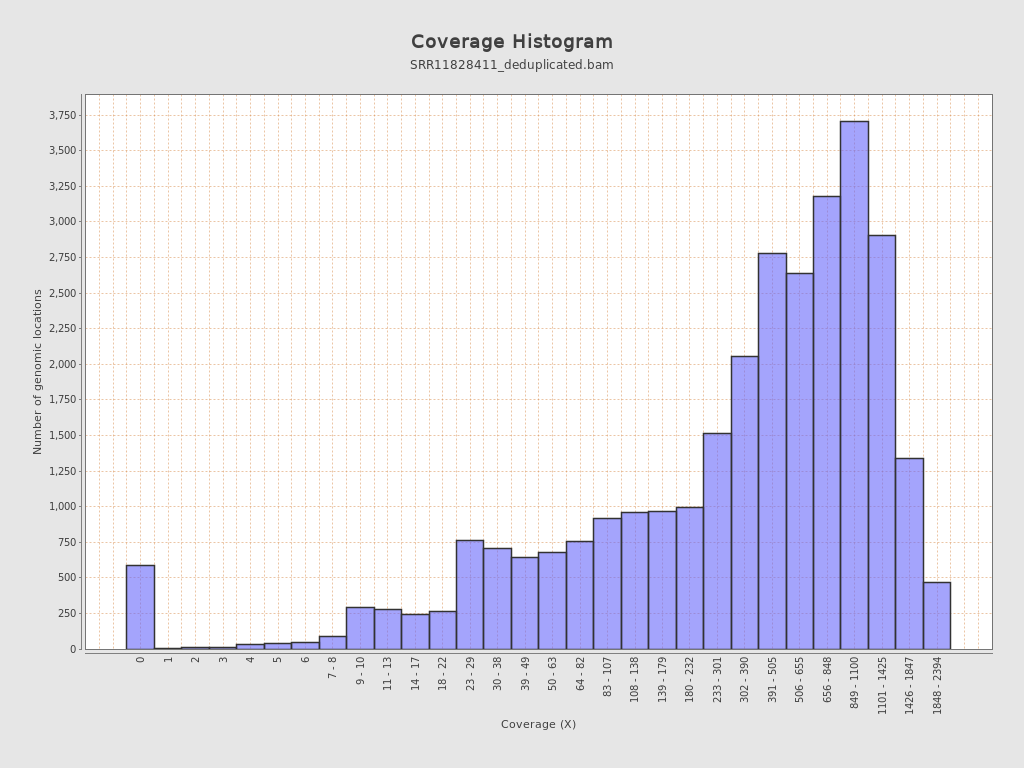 Coverage Histogram
SRR11828411_deduplicated.bam
Number of genomic locations
3,750
3,500
3,250
3,000
2,750
2,500
2,250
2,000
1,750
1,500
1,250
1,000
750
500
250
0
0
1
2
3
4
5
6
7 - 8
9 - 10
11 - 13
14 - 17
18 - 22
23 - 29
30 - 38
39 - 49
50 - 63
64 - 82
83 - 107
108 - 138
139 - 179
180 - 232
233 - 301
302 - 390
391 - 505
506 - 655
656 - 848
849 - 1100
1101 - 1425
1426 - 1847
1848 - 2394
Coverage (X)